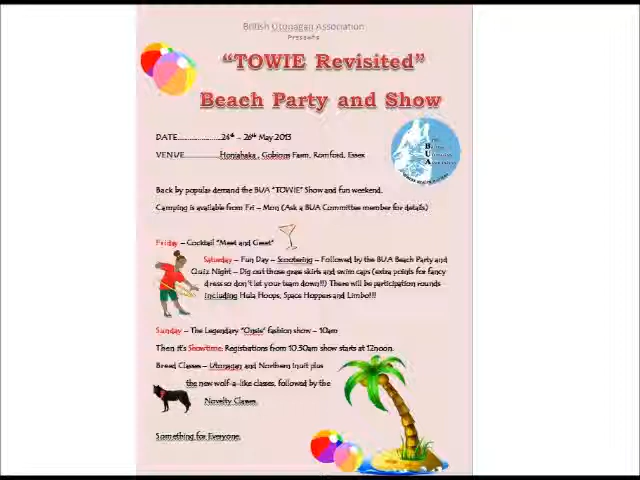 British Utonagan Association
Presents
"TOWIE Revisited"
Beach Party and Show
DATE......................24th – 26th May 2013
VENUE.................Honiahaka, Gobions Farm, Romford, Essex
BUA
Back by popular demand the BUA "TOWIE" Show and fun weekend.
Camping is available from Fri – Mon (Ask a BUA Committee member for details)
Friday – Cocktail "Meet and Greet"
Saturday – Fun Day – Scootering – Followed by the BUA Beach Party and
Quiz Night – Dig out those grass skirts and swim caps (extra points for fancy
dress so don't let your team down!!) There will be participation rounds
including Hula Hoops, Space Hoppers and Limbo!!!
Sunday – The Legendary "Onsie" fashion show – 10am
Then it's Showtime. Registrations from 10.30am show starts at 12noon.
Breed Classes – Utonagan and Northern Inuit plus
the new wolf-a-like classes, followed by the
Novelty Classes.
Something for Everyone.